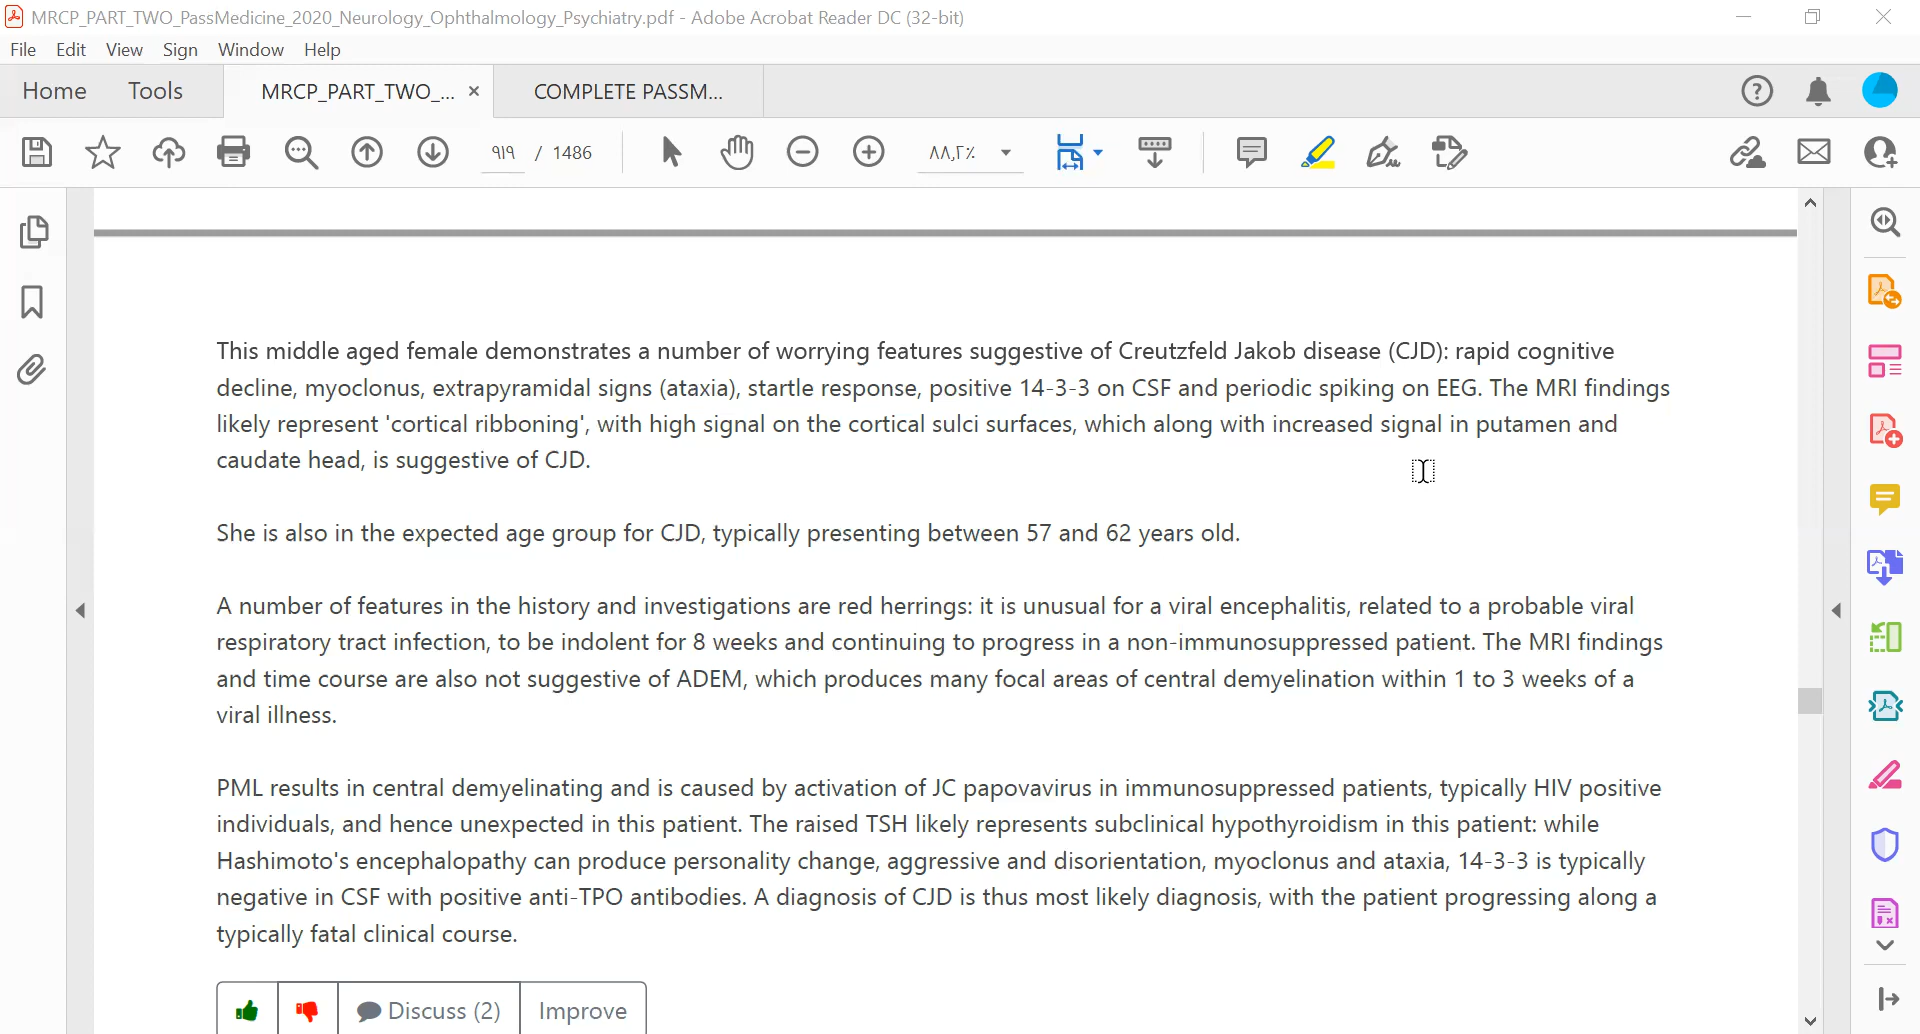 MRCP_PART_TWO_PassMedicine_2020_Neurology_Ophthalmology_Psychiatry.pdf - Adobe Acrobat Reader DC (32-bit)
File Edit View Sign Window Help
Home Tools MRCP_PART_TWO_... × COMPLETE PASSM...
٩١٩ / 1486 ٨٨,٢٪
This middle aged female demonstrates a number of worrying features suggestive of Creutzfeld Jakob disease (CJD): rapid cognitive
decline, myoclonus, extrapyramidal signs (ataxia), startle response, positive 14-3-3 on CSF and periodic spiking on EEG. The MRI findings
likely represent 'cortical ribboning', with high signal on the cortical sulci surfaces, which along with increased signal in putamen and
caudate head, is suggestive of CJD.
She is also in the expected age group for CJD, typically presenting between 57 and 62 years old.
A number of features in the history and investigations are red herrings: it is unusual for a viral encephalitis, related to a probable viral
respiratory tract infection, to be indolent for 8 weeks and continuing to progress in a non-immunosuppressed patient. The MRI findings
and time course are also not suggestive of ADEM, which produces many focal areas of central demyelination within 1 to 3 weeks of a
viral illness.
PML results in central demyelinating and is caused by activation of JC papovavirus in immunosuppressed patients, typically HIV positive
individuals, and hence unexpected in this patient. The raised TSH likely represents subclinical hypothyroidism in this patient: while
Hashimoto's encephalopathy can produce personality change, aggressive and disorientation, myoclonus and ataxia, 14-3-3 is typically
negative in CSF with positive anti-TPO antibodies. A diagnosis of CJD is thus most likely diagnosis, with the patient progressing along a
typically fatal clinical course.
Discuss (2) Improve